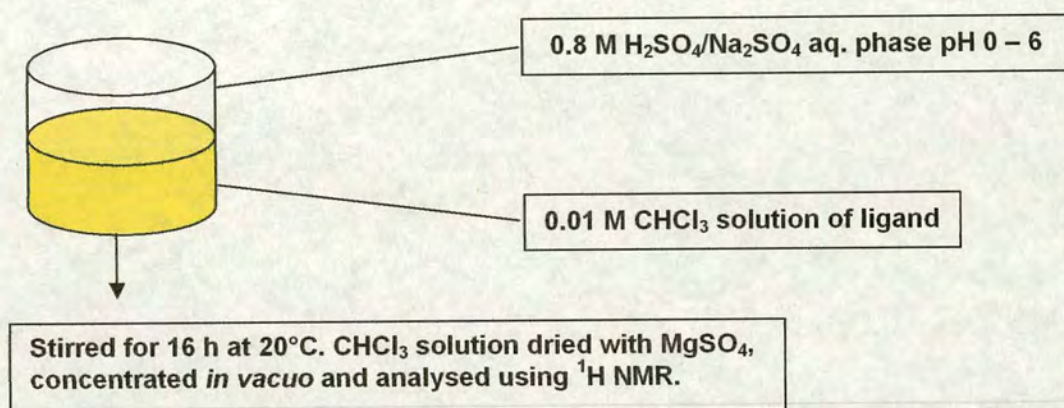 0.8 M H₂SO₄/Na₂SO₄ aq. phase pH 0 – 6
0.01 M CHCl₃ solution of ligand
Stirred for 16 h at 20°C. CHCl₃ solution dried with MgSO₄,
concentrated in vacuo and analysed using ¹H NMR.